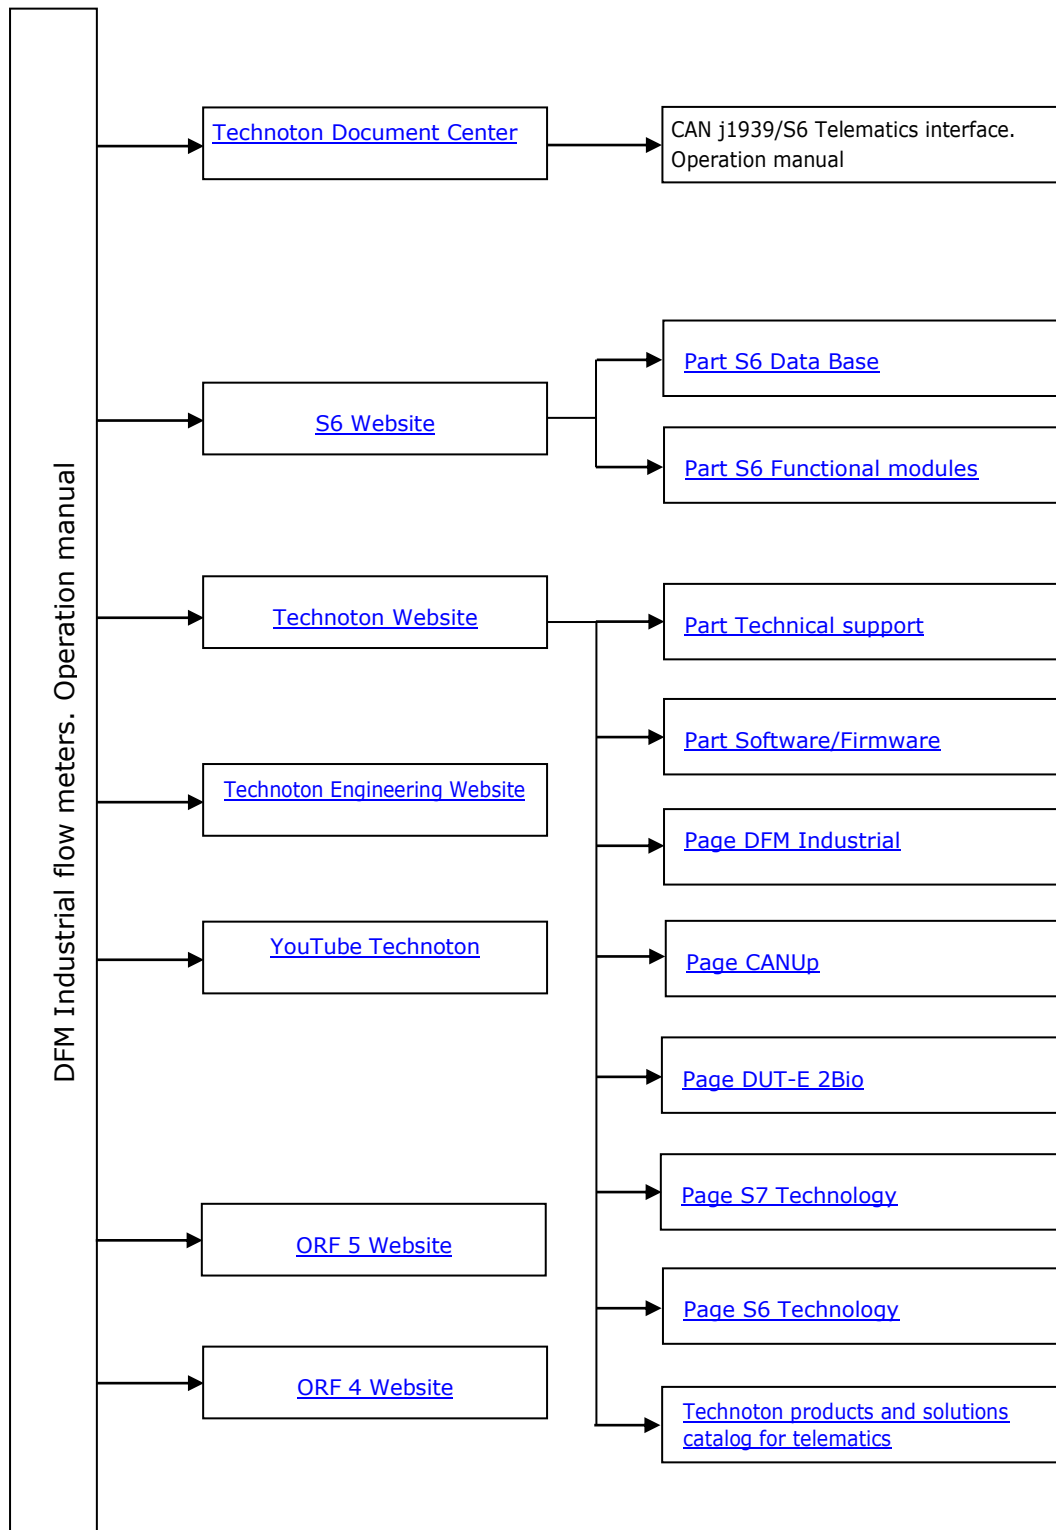 DFM Industrial flow meters. Operation manual
Technoton Document Center
CAN j1939/S6 Telematics interface.
Operation manual
S6 Website
Part S6 Data Base
Part S6 Functional modules
Technoton Website
Part Technical support
Part Software/Firmware
Page DFM Industrial
Page CANUp
Page DUT-E 2Bio
Page S7 Technology
Page S6 Technology
Technoton products and solutions
catalog for telematics
Technoton Engineering Website
YouTube Technoton
ORF 5 Website
ORF 4 Website